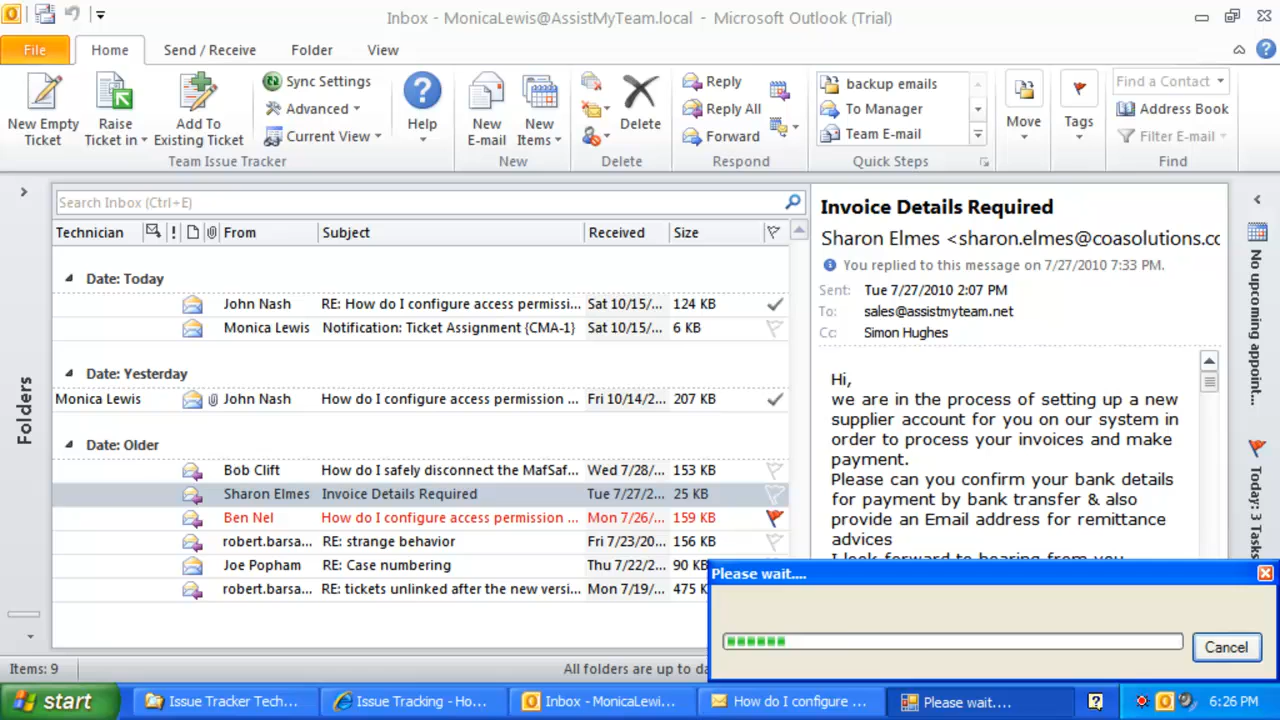 Inbox - MonicaLewis@AssistMyTeam.local - Microsoft Outlook (Trial)
File Home Send / Receive Folder View
New Empty Ticket
Raise Ticket in
Add To Existing Ticket
Sync Settings
Advanced
Current View
Team Issue Tracker
Help
New E-mail
New Items
New
Delete
Delete
Reply
Reply All
Forward
Respond
backup emails
To Manager
Team E-mail
Quick Steps
Move
Tags
Find a Contact
Address Book
Filter E-mail
Find
Folders
Search Inbox (Ctrl+E)
Technician From Subject Received Size
Date: Today
John Nash RE: How do I configure access permissi... Sat 10/15/... 124 KB
Monica Lewis Notification: Ticket Assignment {CMA-1} Sat 10/15/... 6 KB
Date: Yesterday
Monica Lewis John Nash How do I configure access permission ... Fri 10/14/2... 207 KB
Date: Older
Bob Clift How do I safely disconnect the MafSaf... Wed 7/28/... 153 KB
Sharon Elmes Invoice Details Required Tue 7/27/2... 25 KB
Ben Nel How do I configure access permission ... Mon 7/26/... 159 KB
robert.barsa... RE: strange behavior Fri 7/23/20... 156 KB
Joe Popham RE: Case numbering Thu 7/22/2... 90 KB
robert.barsa... RE: tickets unlinked after the new versi... Mon 7/19/... 475 K
Invoice Details Required
Sharon Elmes <sharon.elmes@coasolutions.co
You replied to this message on 7/27/2010 7:33 PM.
Sent: Tue 7/27/2010 2:07 PM
To: sales@assistmyteam.net
Cc: Simon Hughes
Hi,
we are in the process of setting up a new
supplier account for you on our system in
order to process your invoices and make
payment.
Please can you confirm your bank details
for payment by bank transfer & also
provide an Email address for remittance
advices
I look forward to hearing from you
No upcoming appoint...
Today: 3 Tasks
Please wait....
Cancel
Items: 9 All folders are up to da
start Issue Tracker Tech... Issue Tracking - Ho... Inbox - MonicaLewi... How do I configure ... Please wait.... 6:26 PM